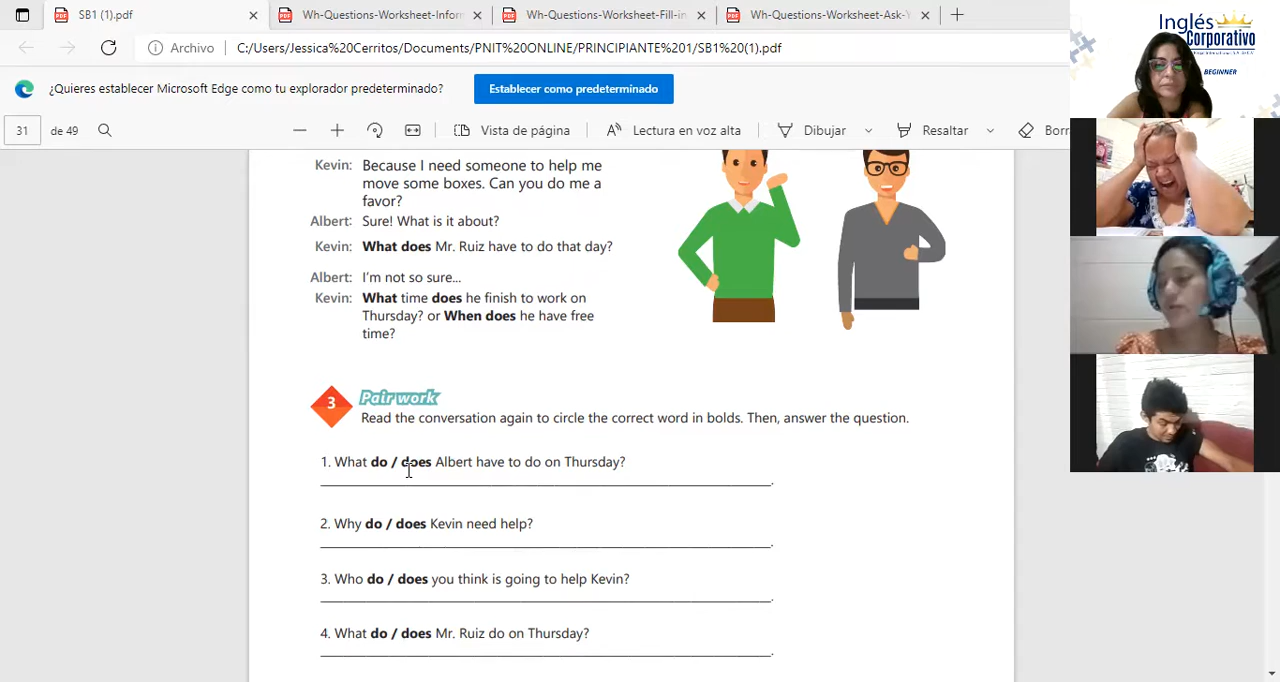 SB1 (1).pdf
Wh-Questions-Worksheet-Inform
Wh-Questions-Worksheet-Fill-in
Wh-Questions-Worksheet-Ask-Y
Archivo
C:/Users/Jessica%20Cerritos/Documents/PNIT%20ONLINE/PRINCIPIANTE%201/SB1%20(1).pdf
¿Quieres establecer Microsoft Edge como tu explorador predeterminado?
Establecer como predeterminado
31 de 49
Vista de página
Lectura en voz alta
Dibujar
Resaltar
Borr
Kevin: Because I need someone to help me
move some boxes. Can you do me a
favor?
Albert: Sure! What is it about?
Kevin: What does Mr. Ruiz have to do that day?
Albert: I'm not so sure...
Kevin: What time does he finish to work on
Thursday? or When does he have free
time?
3
Pair work
Read the conversation again to circle the correct word in bolds. Then, answer the question.
1. What do / does Albert have to do on Thursday?
2. Why do / does Kevin need help?
3. Who do / does you think is going to help Kevin?
4. What do / does Mr. Ruiz do on Thursday?
Inglés
Corporativo
BEGINNER